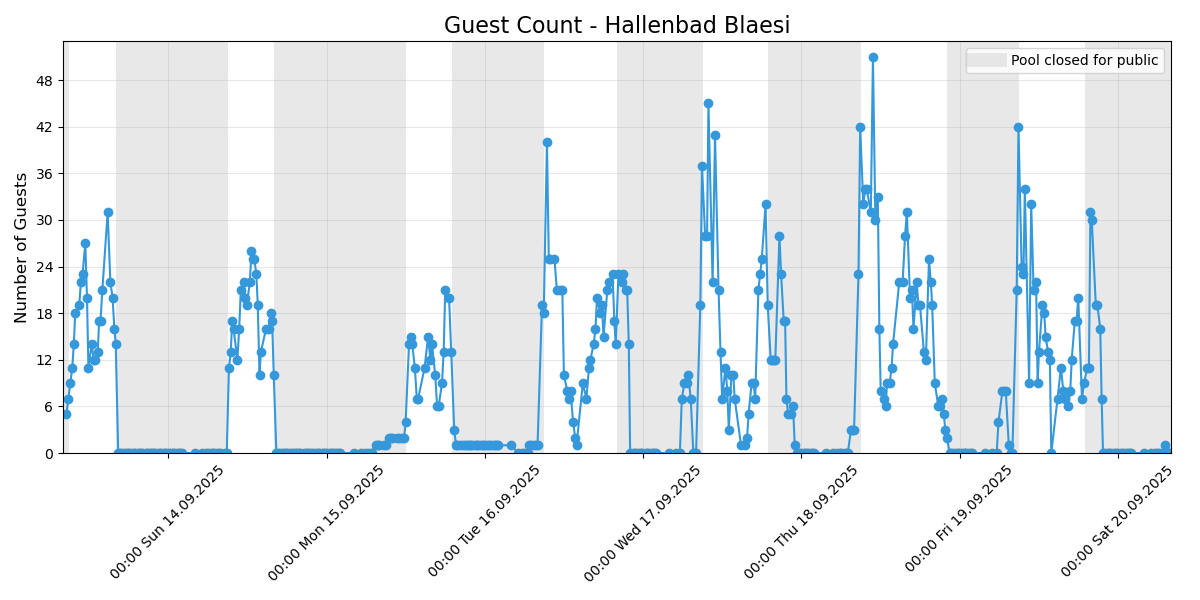 Guest Count - Hallenbad Blaesi
Pool closed for public
Number of Guests
48
42
36
30
24
18
12
6
0
00:00 Sun 14.09.2025
00:00 Mon 15.09.2025
00:00 Tue 16.09.2025
00:00 Wed 17.09.2025
00:00 Thu 18.09.2025
00:00 Fri 19.09.2025
00:00 Sat 20.09.2025